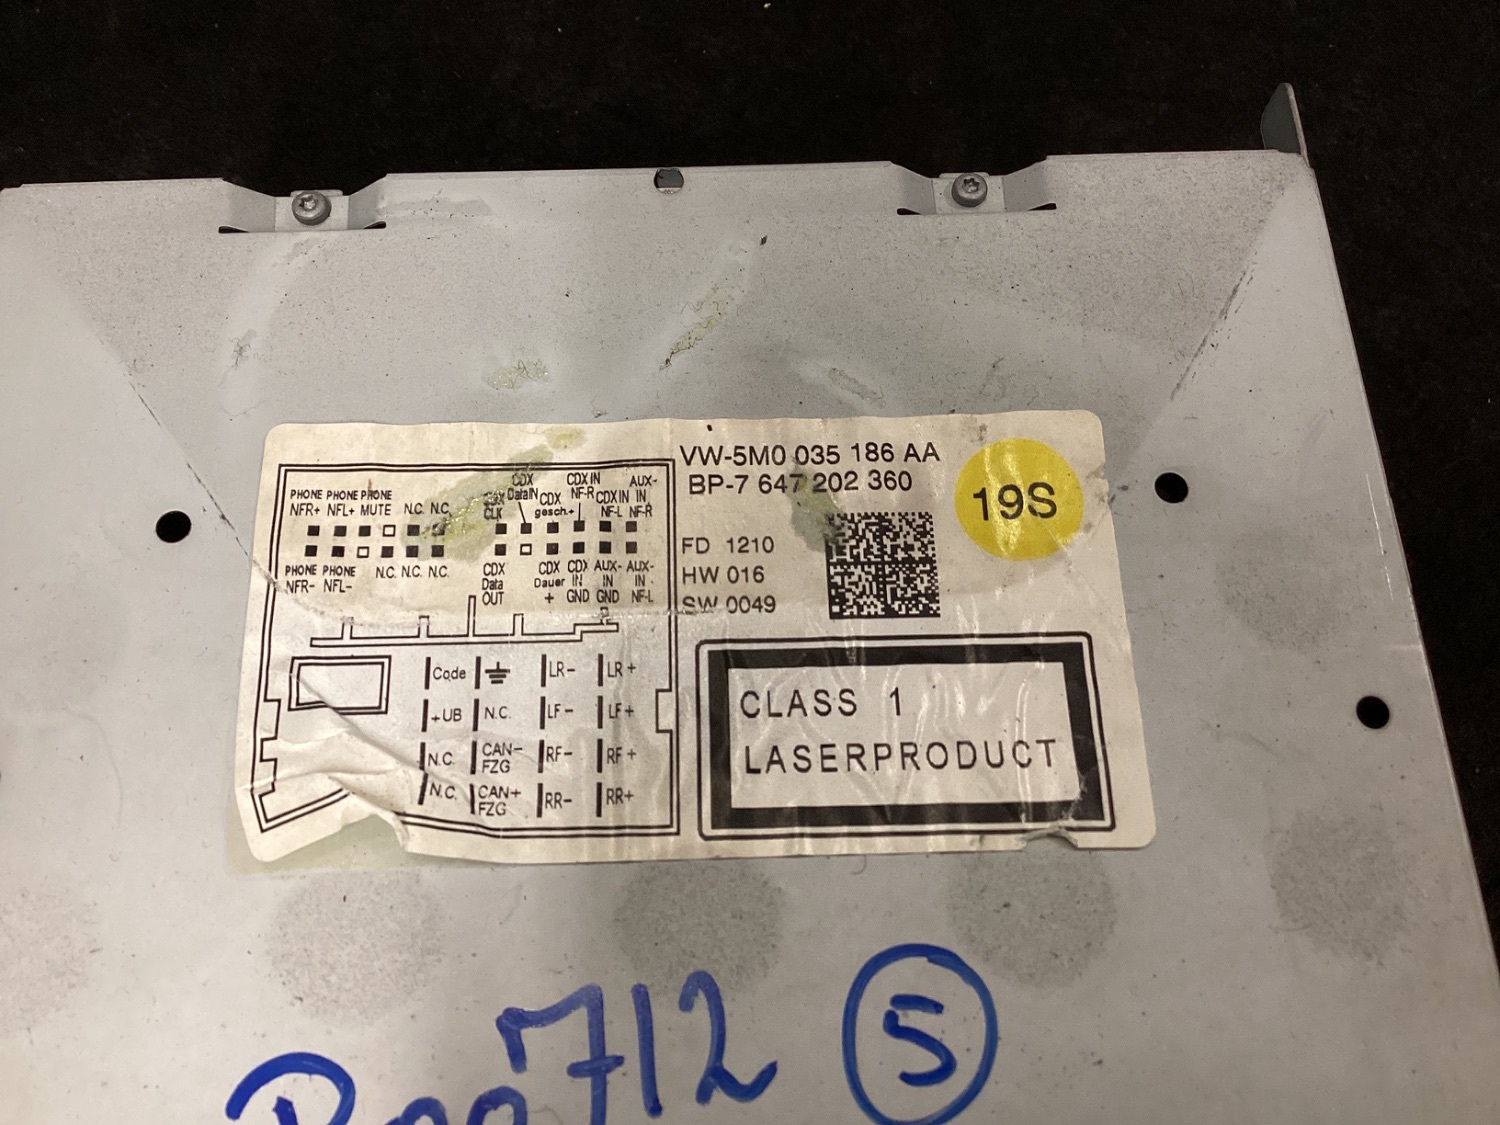 VW-5M0 035 186 AA
BP-7 647 202 360
19S
FD 1210
HW 016
SW 0049
CLASS 1
LASERPRODUCT
PHONE PHONE PHONE
NFR+ NFL+ MUTE N.C. N.C.
CDX CLK
CDX DataIN
CDX gesch.+
CDX IN NF-R
CDX IN NF-L
AUX-IN NF-R
PHONE PHONE
NFR- NFL- N.C. N.C. N.C.
CDX Data OUT
CDX Dauer +
CDX IN GND
AUX-IN GND
AUX-IN NF-L
Code LR- LR+
+UB N.C. LF- LF+
N.C. CAN- FZG RF- RF+
N.C. CAN+ FZG RR- RR+
712 5